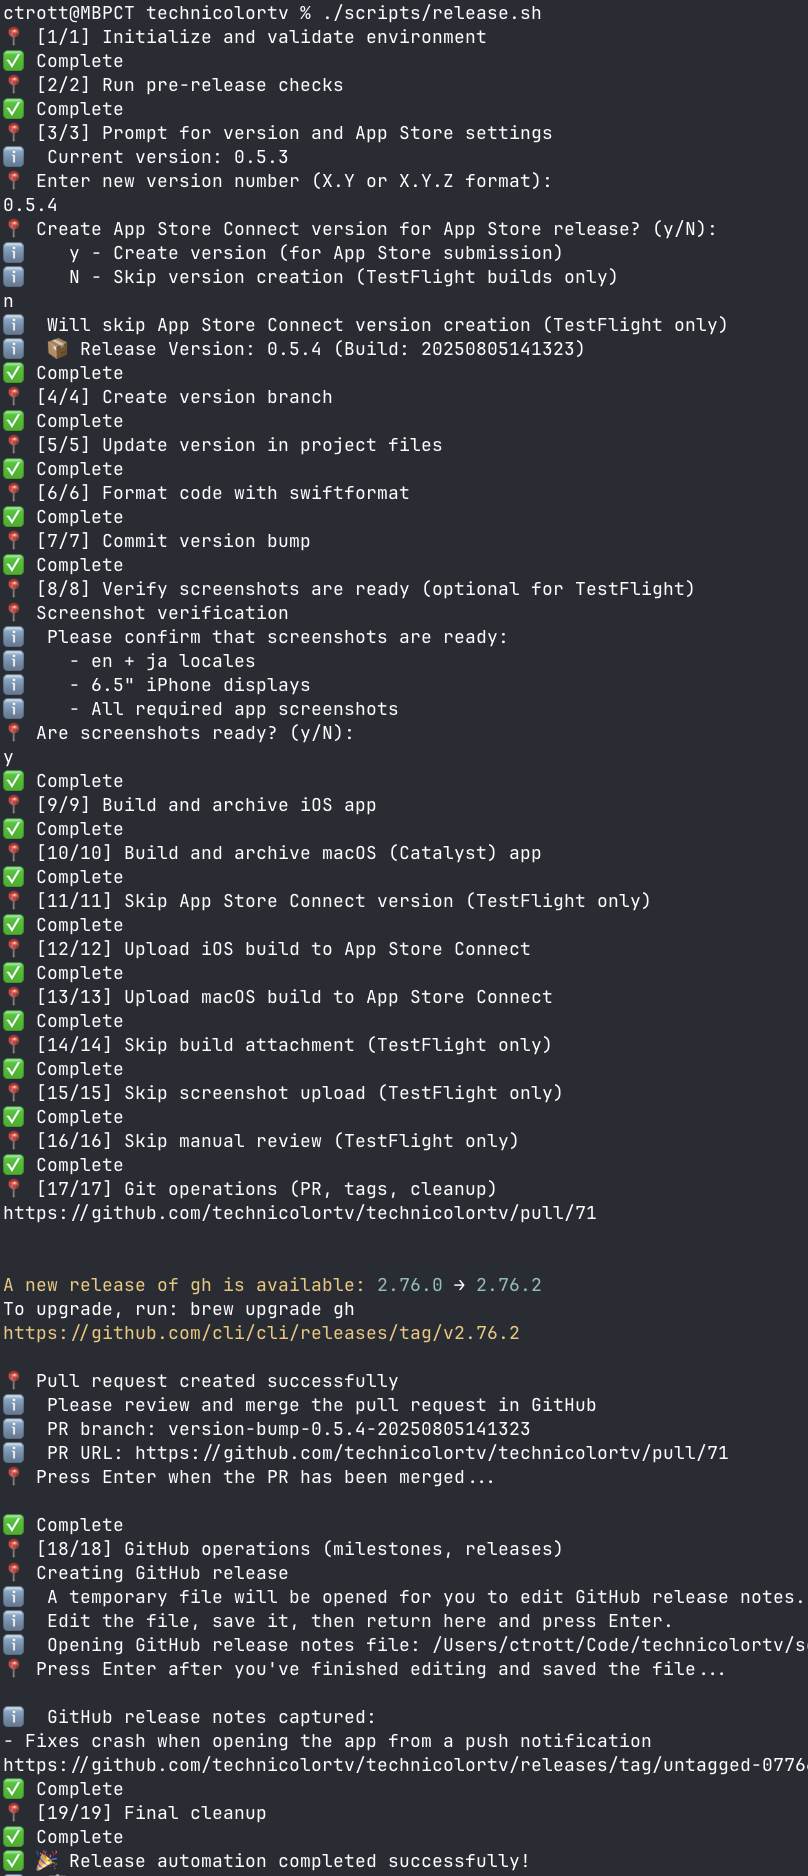 ctrott@MBPCT technicolortv % ./scripts/release.sh
📍 [1/1] Initialize and validate environment
✅ Complete
📍 [2/2] Run pre-release checks
✅ Complete
📍 [3/3] Prompt for version and App Store settings
ℹ️ Current version: 0.5.3
📍 Enter new version number (X.Y or X.Y.Z format):
0.5.4
📍 Create App Store Connect version for App Store release? (y/N):
ℹ️ y - Create version (for App Store submission)
ℹ️ N - Skip version creation (TestFlight builds only)
n
ℹ️ Will skip App Store Connect version creation (TestFlight only)
ℹ️ 📦 Release Version: 0.5.4 (Build: 20250805141323)
✅ Complete
📍 [4/4] Create version branch
✅ Complete
📍 [5/5] Update version in project files
✅ Complete
📍 [6/6] Format code with swiftformat
✅ Complete
📍 [7/7] Commit version bump
✅ Complete
📍 [8/8] Verify screenshots are ready (optional for TestFlight)
📍 Screenshot verification
ℹ️ Please confirm that screenshots are ready:
ℹ️ - en + ja locales
ℹ️ - 6.5" iPhone displays
ℹ️ - All required app screenshots
📍 Are screenshots ready? (y/N):
y
✅ Complete
📍 [9/9] Build and archive iOS app
✅ Complete
📍 [10/10] Build and archive macOS (Catalyst) app
✅ Complete
📍 [11/11] Skip App Store Connect version (TestFlight only)
✅ Complete
📍 [12/12] Upload iOS build to App Store Connect
✅ Complete
📍 [13/13] Upload macOS build to App Store Connect
✅ Complete
📍 [14/14] Skip build attachment (TestFlight only)
✅ Complete
📍 [15/15] Skip screenshot upload (TestFlight only)
✅ Complete
📍 [16/16] Skip manual review (TestFlight only)
✅ Complete
📍 [17/17] Git operations (PR, tags, cleanup)
https://github.com/technicolortv/technicolortv/pull/71
A new release of gh is available: 2.76.0 → 2.76.2
To upgrade, run: brew upgrade gh
https://github.com/cli/cli/releases/tag/v2.76.2
📍 Pull request created successfully
ℹ️ Please review and merge the pull request in GitHub
ℹ️ PR branch: version-bump-0.5.4-20250805141323
ℹ️ PR URL: https://github.com/technicolortv/technicolortv/pull/71
📍 Press Enter when the PR has been merged...
✅ Complete
📍 [18/18] GitHub operations (milestones, releases)
📍 Creating GitHub release
ℹ️ A temporary file will be opened for you to edit GitHub release notes.
ℹ️ Edit the file, save it, then return here and press Enter.
ℹ️ Opening GitHub release notes file: /Users/ctrott/Code/technicolortv/s
📍 Press Enter after you've finished editing and saved the file...
ℹ️ GitHub release notes captured:
- Fixes crash when opening the app from a push notification
https://github.com/technicolortv/technicolortv/releases/tag/untagged-0776
✅ Complete
📍 [19/19] Final cleanup
✅ Complete
✅ 🎉 Release automation completed successfully!